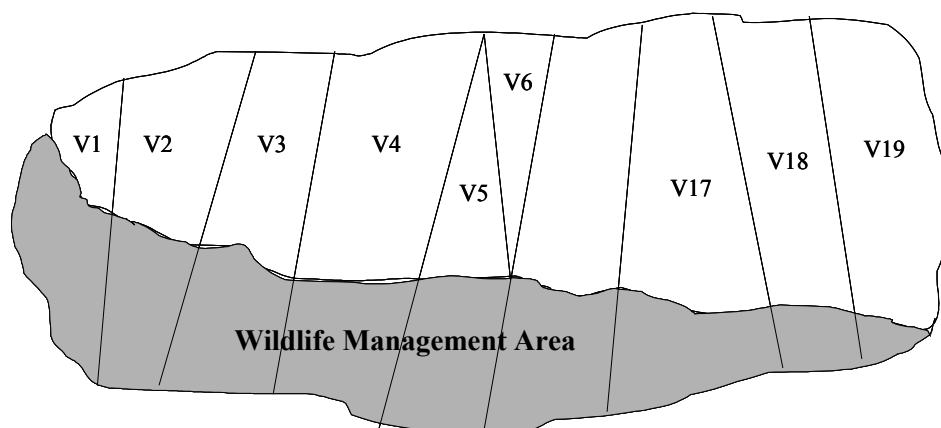 V1
V2
V3
V4
V5
V6
V17
V18
V19
Wildlife Management Area